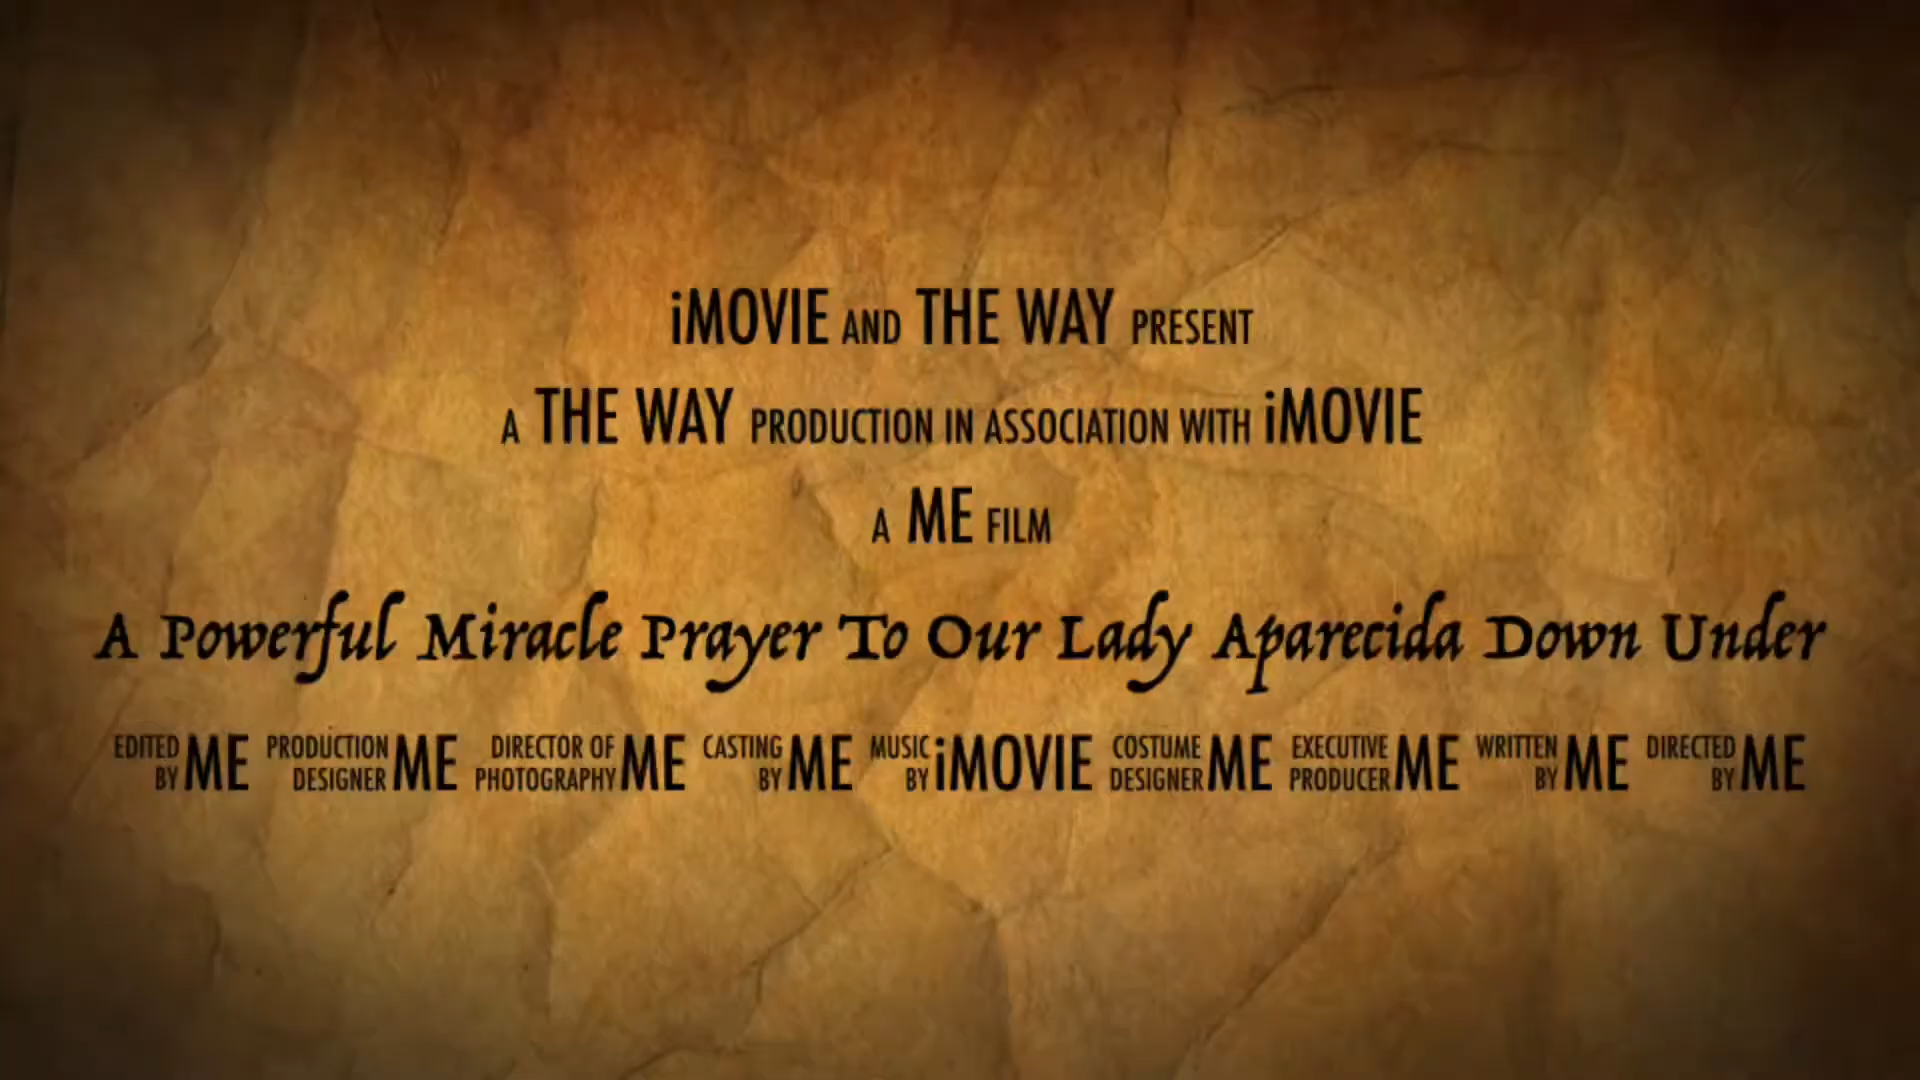 iMOVIE AND THE WAY PRESENT
A THE WAY PRODUCTION IN ASSOCIATION WITH iMOVIE
A ME FILM
A Powerful Miracle Prayer To Our Lady Aparecida Down Under
EDITED BY ME PRODUCTION DESIGNER ME DIRECTOR OF PHOTOGRAPHY ME CASTING BY ME MUSIC BY iMOVIE COSTUME DESIGNER ME EXECUTIVE PRODUCER ME WRITTEN BY ME DIRECTED BY ME